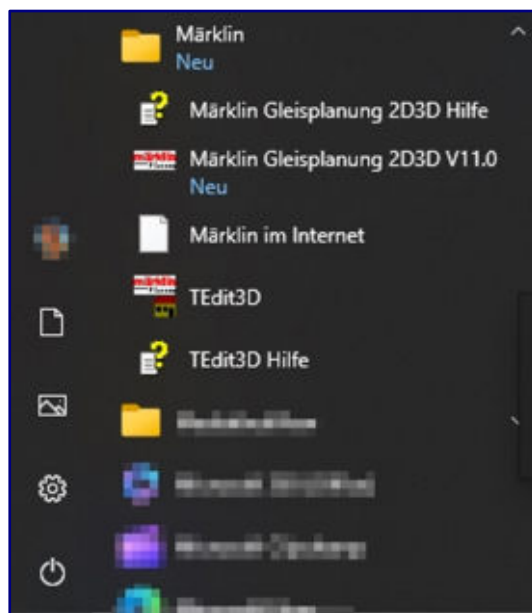 Märklin
Neu
Märklin Gleisplanung 2D3D Hilfe
Märklin Gleisplanung 2D3D V11.0
Neu
Märklin im Internet
TEdit3D
TEdit3D Hilfe